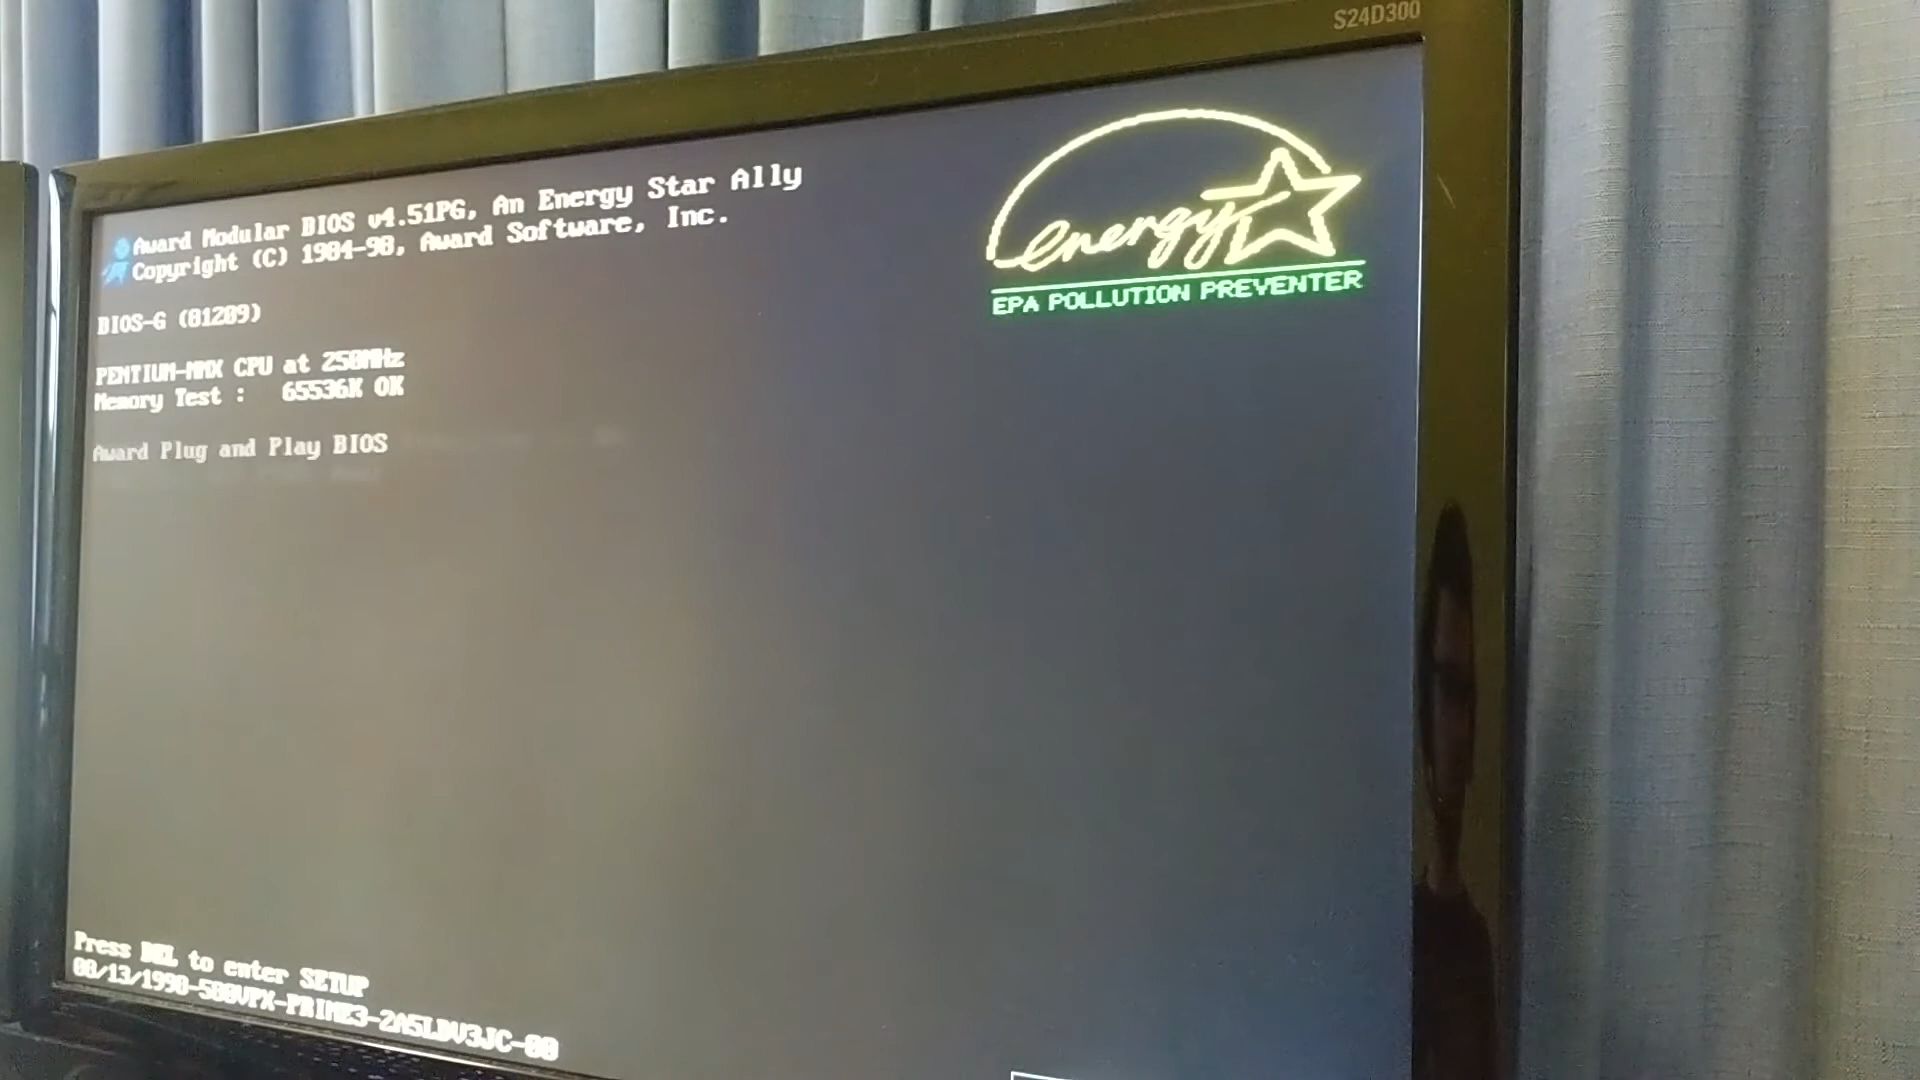 S24D300
Award Modular BIOS v4.51PG, An Energy Star Ally
Copyright (C) 1984-98, Award Software, Inc.
energy
EPA POLLUTION PREVENTER
BIOS-G (81209)
PENTIUM-MMX CPU at 250MHz
Memory Test : 65536K OK
Award Plug and Play BIOS
Press DEL to enter SETUP
08/13/1998-580VPX-PRIME3-2A5LDV3JC-00